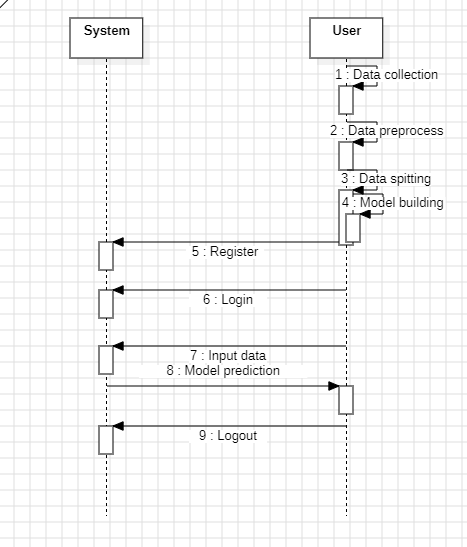 System
User
1 : Data collection
2 : Data preprocess
3 : Data spitting
4 : Model building
5 : Register
6 : Login
7 : Input data
8 : Model prediction
9 : Logout